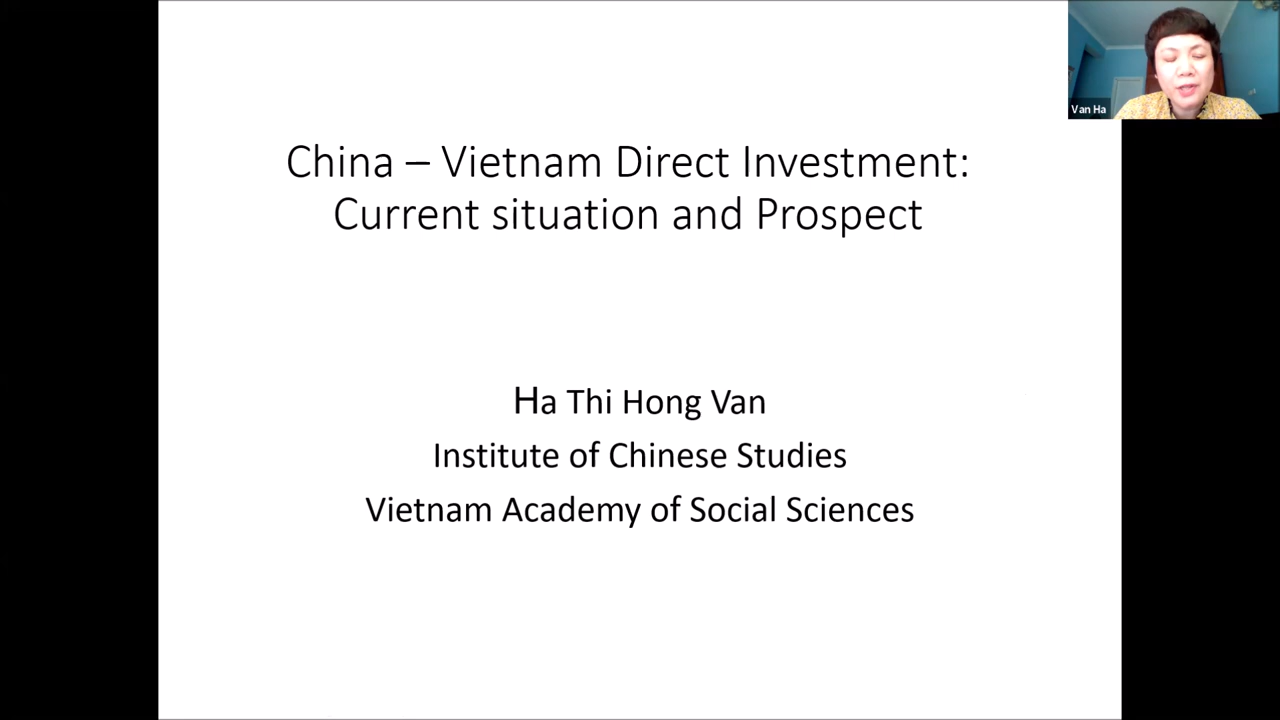 China – Vietnam Direct Investment:
Current situation and Prospect
Ha Thi Hong Van
Institute of Chinese Studies
Vietnam Academy of Social Sciences
Van Ha